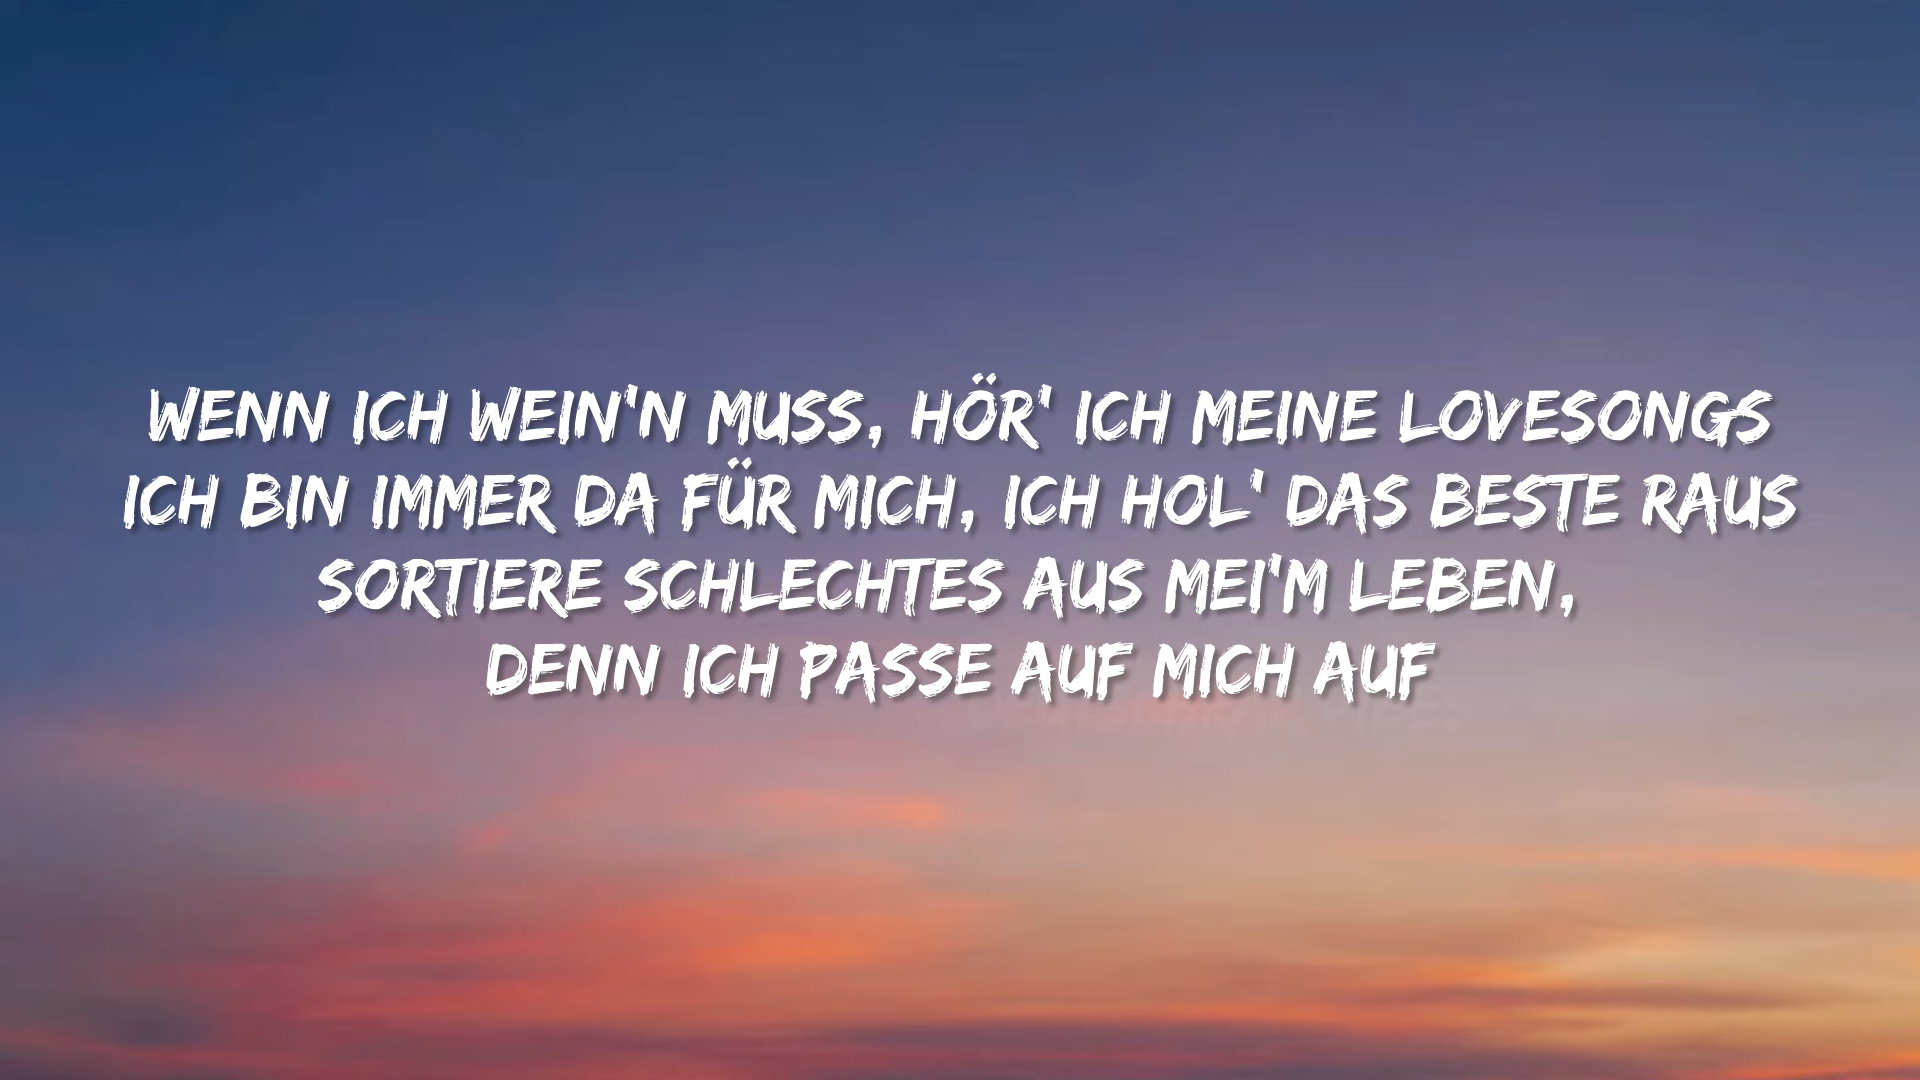 WENN ICH WEIN'N MUSS, HÖR' ICH MEINE LOVESONGS
ICH BIN IMMER DA FÜR MICH, ICH HOL' DAS BESTE RAUS
SORTIERE SCHLECHTES AUS MEI'M LEBEN,
DENN ICH PASSE AUF MICH AUF